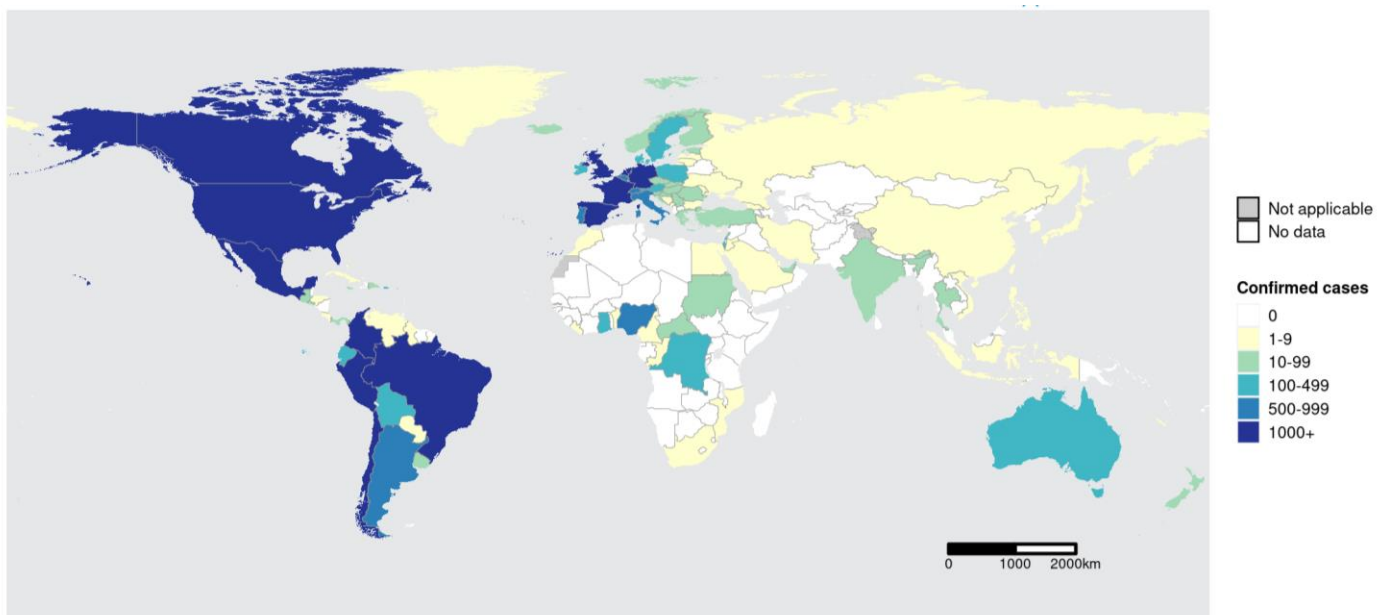 Not applicable
No data
Confirmed cases
0
1-9
10-99
100-499
500-999
1000+
0 1000 2000km